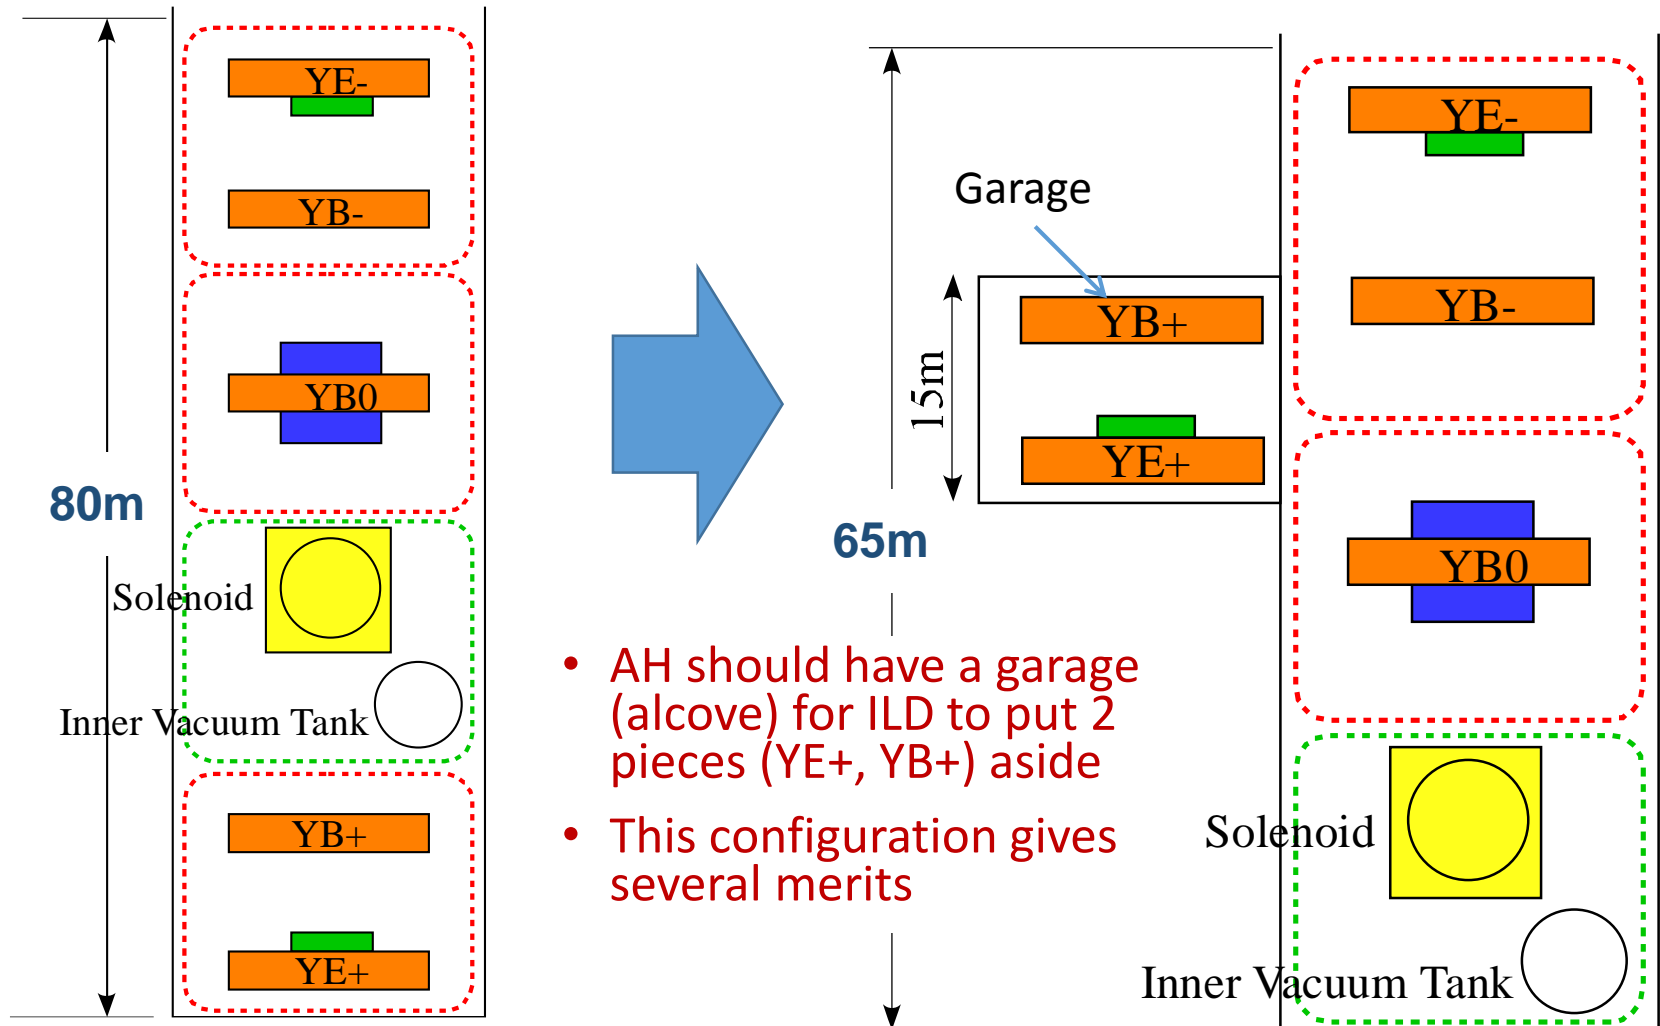 YE-
YB-
YB0
80m
Solenoid
Inner Vacuum Tank
YB+
YE+
Garage
YB+
15m
YE+
65m
• AH should have a garage
(alcove) for ILD to put 2
pieces (YE+, YB+) aside
• This configuration gives
several merits
YE-
YB-
YB0
Solenoid
Inner Vacuum Tank